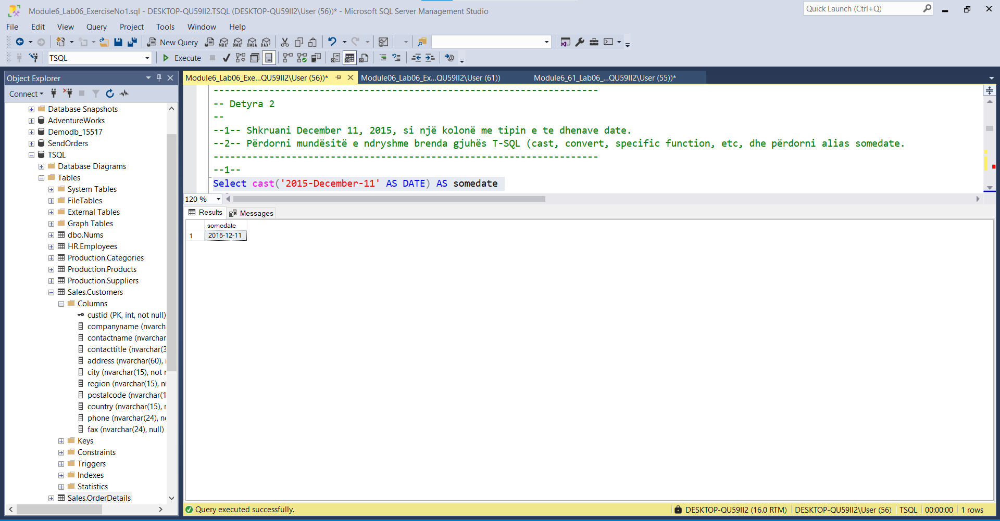 Module6_Lab06_ExerciseNo1.sql - DESKTOP-QU59II2.TSQL (DESKTOP-QU59II2\User (56))* - Microsoft SQL Server Management Studio
Quick Launch (Ctrl+Q)
File Edit View Query Project Tools Window Help
New Query MDX DMX XMLA DAX
TSQL Execute
Object Explorer
Connect
Database Snapshots
AdventureWorks
Demodb_15517
SendOrders
TSQL
Database Diagrams
Tables
System Tables
FileTables
External Tables
Graph Tables
dbo.Nums
HR.Employees
Production.Categories
Production.Products
Production.Suppliers
Sales.Customers
Columns
custid (PK, int, not null)
companyname (nvarch
contactname (nvarchar
contacttitle (nvarchar(3
address (nvarchar(60),
city (nvarchar(15), not
region (nvarchar(15),
postalcode (nvarchar(1
country (nvarchar(15),
phone (nvarchar(24),
fax (nvarchar(24), null)
Keys
Constraints
Triggers
Indexes
Statistics
Sales.OrderDetails
Module6_Lab06_Exe...QU59II2\User (56))* Module06_Lab06_Ex...QU59II2\User (61)) Module6_61_Lab06_...QU59II2\User (55))*
---------------------------------------------------------------------
-- Detyra 2
--
--1-- Shkruani December 11, 2015, si një kolonë me tipin e te dhenave date.
--2-- Përdorni mundësitë e ndryshme brenda gjuhës T-SQL (cast, convert, specific function, etc, dhe përdorni alias somedate.
---------------------------------------------------------------------
--1--
Select cast('2015-December-11' AS DATE) AS somedate
120 %
Results Messages
somedate
1 2015-12-11
Query executed successfully.
DESKTOP-QU59II2 (16.0 RTM) DESKTOP-QU59II2\User (56) TSQL 00:00:00 1 rows